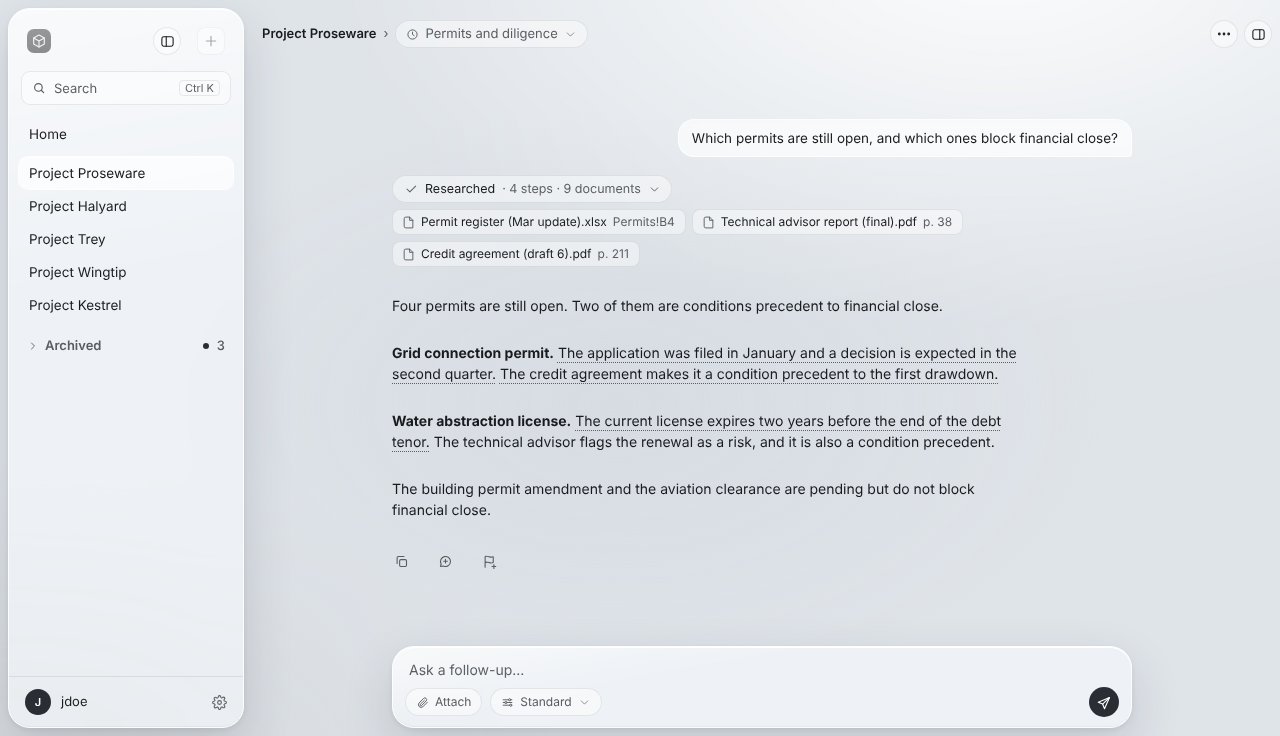 Project Proseware › Permits and diligence
Search Ctrl K
Home
Project Proseware
Project Halyard
Project Trey
Project Wingtip
Project Kestrel
Archived 3
J jdoe
Which permits are still open, and which ones block financial close?
Researched · 4 steps · 9 documents
Permit register (Mar update).xlsx Permits!B4 Technical advisor report (final).pdf p. 38
Credit agreement (draft 6).pdf p. 211
Four permits are still open. Two of them are conditions precedent to financial close.
Grid connection permit. The application was filed in January and a decision is expected in the
second quarter. The credit agreement makes it a condition precedent to the first drawdown.
Water abstraction license. The current license expires two years before the end of the debt
tenor. The technical advisor flags the renewal as a risk, and it is also a condition precedent.
The building permit amendment and the aviation clearance are pending but do not block
financial close.
Ask a follow-up...
Attach Standard